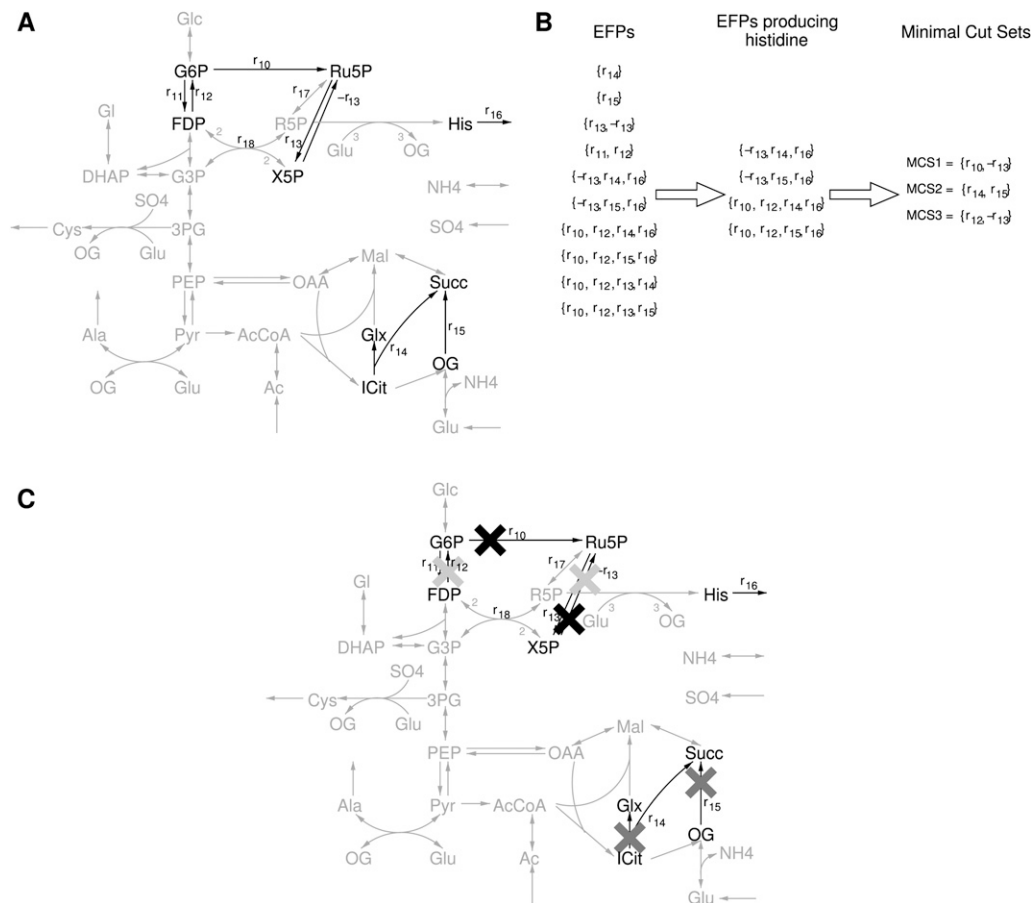 A
Glc
G6P
r10
Ru5P
r11
r12
r17
–r13
r16
Gl
FDP
2
r18
R5P
r13
His
3
3
Glu
OG
2
DHAP
G3P
X5P
NH4
SO4
Cys
3PG
SO4
OG
Glu
Mal
PEP
OAA
Succ
r15
Ala
Pyr
AcCoA
Glx
r14
OG
OG
Glu
Ac
ICit
NH4
Glu
B
EFPs
EFPs producing
histidine
Minimal Cut Sets
{r14}
{r15}
{r13,-r13}
{r11, r12}
{-r13,r14, r16}
{-r13,r15, r16}
{r10, r12,r14,r16}
{r10, r12,r15,r16}
{r10, r12,r13,r14}
{r10, r12,r13,r15}
{-r13,r14, r16}
{-r13,r15, r16}
{r10, r12,r14,r16}
{r10, r12,r15,r16}
MCS1 = {r10,-r13}
MCS2 = {r14, r15}
MCS3 = {r12,-r13}
C
Glc
G6P
r10
Ru5P
r11
r12
r17
–r13
r16
Gl
FDP
2
r18
R5P
r13
His
3
3
Glu
OG
2
DHAP
G3P
X5P
NH4
Cys
SO4
3PG
SO4
OG
Glu
Mal
PEP
OAA
Succ
r15
Ala
Pyr
AcCoA
Glx
r14
OG
OG
Glu
Ac
ICit
NH4
Glu